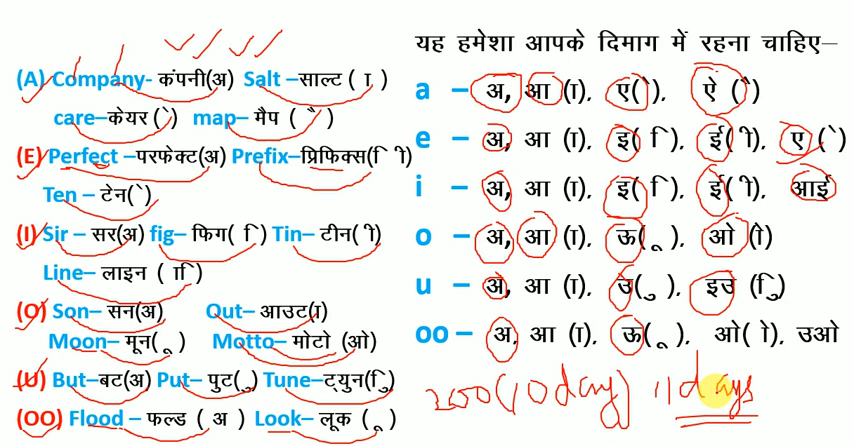 (A) Company- कंपनी(अ) Salt –साल्ट ( ा )
care–केयर ( े) map– मैप ( ै )
(E) Perfect –परफेक्ट(अ) Prefix–प्रिफिक्स(ि ी)
Ten – टेन( े)
(I) Sir – सर(अ) fig– फिग( ि ) Tin– टीन( ी)
Line– लाइन ( ाि )
(O) Son– सन(अ) Out– आउट(ा)
Moon– मून( ू ) Motto– मोटो (ओ)
(U) But–बट(अ) Put– पुट( ु) Tune–ट्युन(िु)
(OO) Flood – फल्ड ( अ ) Look– लूक ( ू )
यह हमेशा आपके दिमाग में रहना चाहिए–
a – अ, आ (ा). ए( े). ऐ ( ै)
e – अ, आ (ा). इ( ि ). ई( ी). ए ( े)
i – अ, आ (ा). इ( ि ). ई( ी). आई
o – अ, आ (ा). ऊ( ू ). ओ (ो)
u – अ, आ (ा). उ( ु ). इउ (िु)
oo – अ. आ (ा). ऊ( ू ). ओ( ो). उओ
200(10 day) 11 days